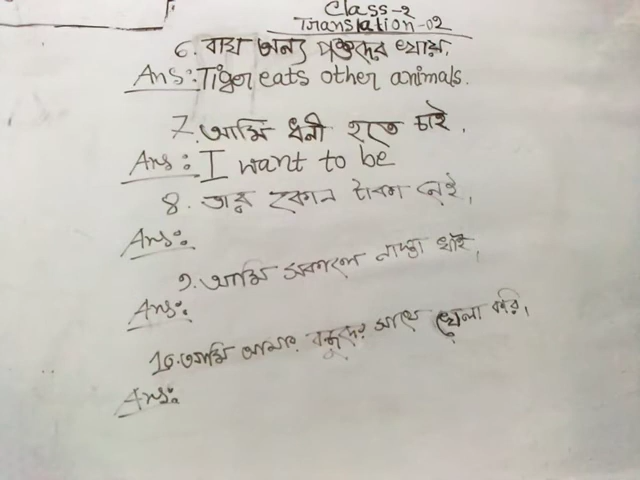 Class-২
Translation-02
6. বাঘ অন্য পশুদের খায়.
Ans: Tiger eats other animals.
7. আমি ধনী হতে চাই.
Ans: I want to be
8. তার কোন টাকা নেই.
Ans:
9. আমি সকালে নাস্তা খাই.
Ans:
10. আমি আমার বন্ধুদের সাথে খেলা করি.
Ans: